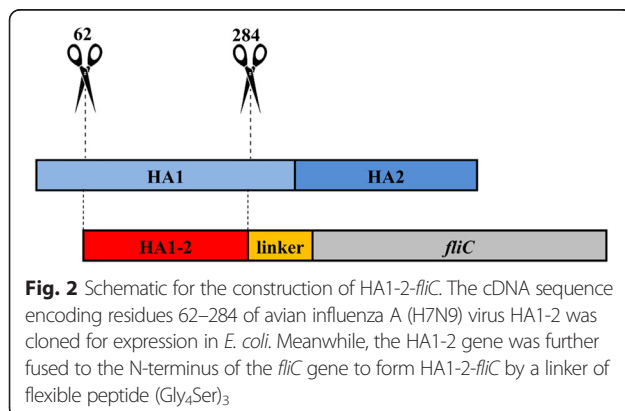 62 284
HA1 HA2
HA1-2 linker fliC
Fig. 2 Schematic for the construction of HA1-2-fliC. The cDNA sequence
encoding residues 62–284 of avian influenza A (H7N9) virus HA1-2 was
cloned for expression in E. coli. Meanwhile, the HA1-2 gene was further
fused to the N-terminus of the fliC gene to form HA1-2-fliC by a linker of
flexible peptide (Gly₄Ser)₃